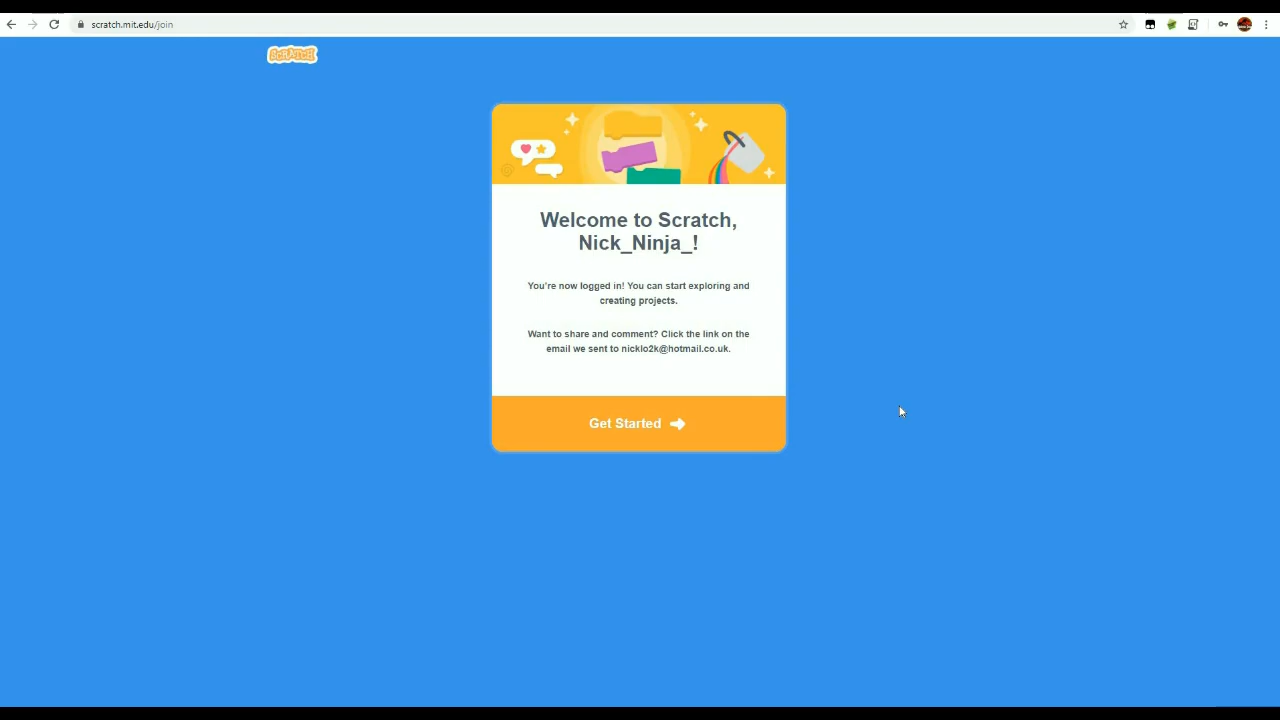 scratch.mit.edu/join
SCRATCH
Welcome to Scratch,
Nick_Ninja_!
You're now logged in! You can start exploring and
creating projects.
Want to share and comment? Click the link on the
email we sent to nicklo2k@hotmail.co.uk.
Get Started